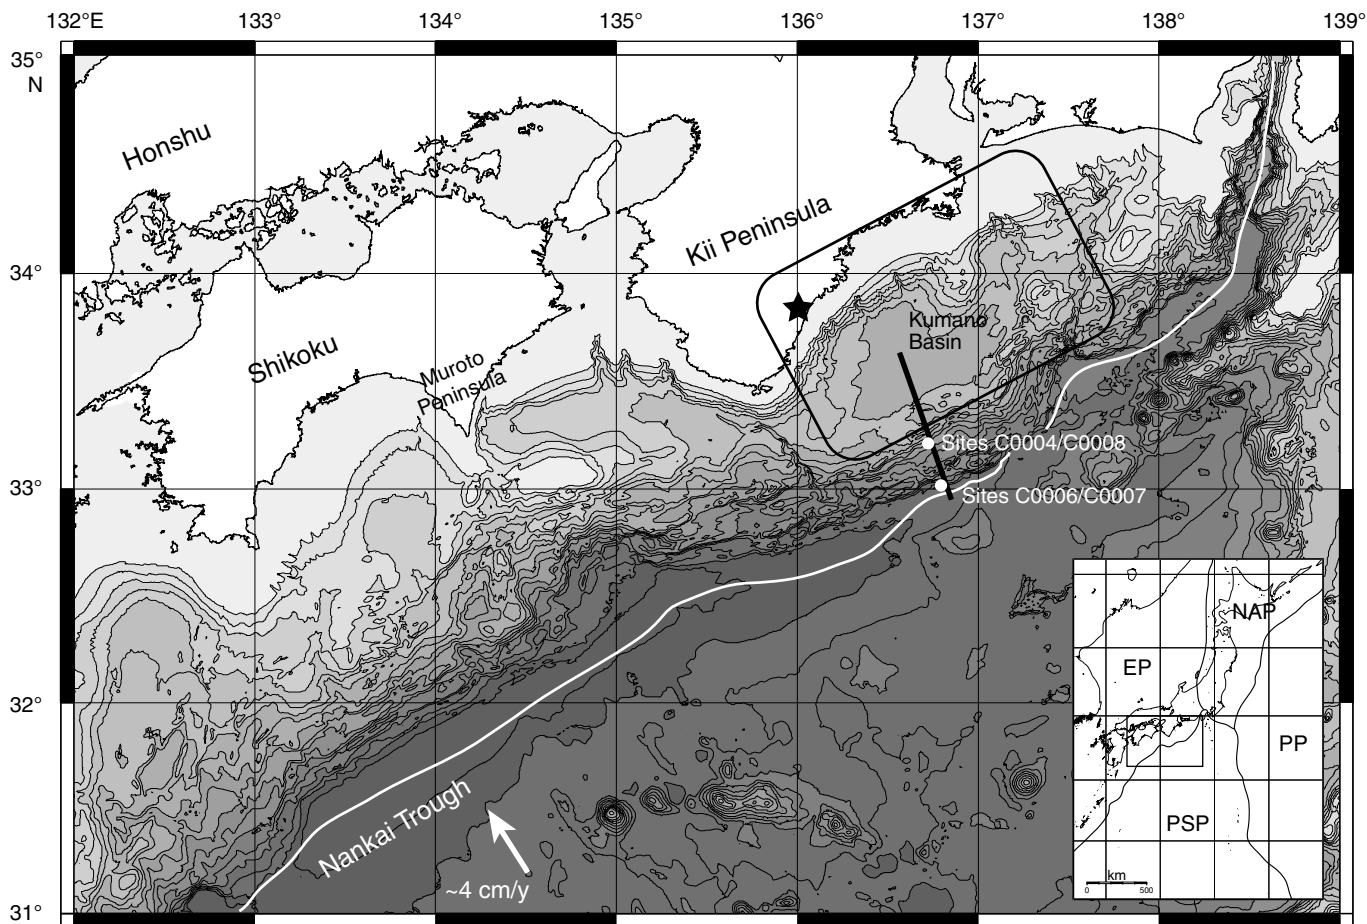 132°E 133° 134° 135° 136° 137° 138° 139°
35°
N
Honshu
Kii Peninsula
34°
Kumano
Basin
Shikoku
Muroto
Peninsula
Sites C0004/C0008
33°
Sites C0006/C0007
NAP
EP
32°
PP
Nankai Trough
PSP
~4 cm/y
km
0 500
31°